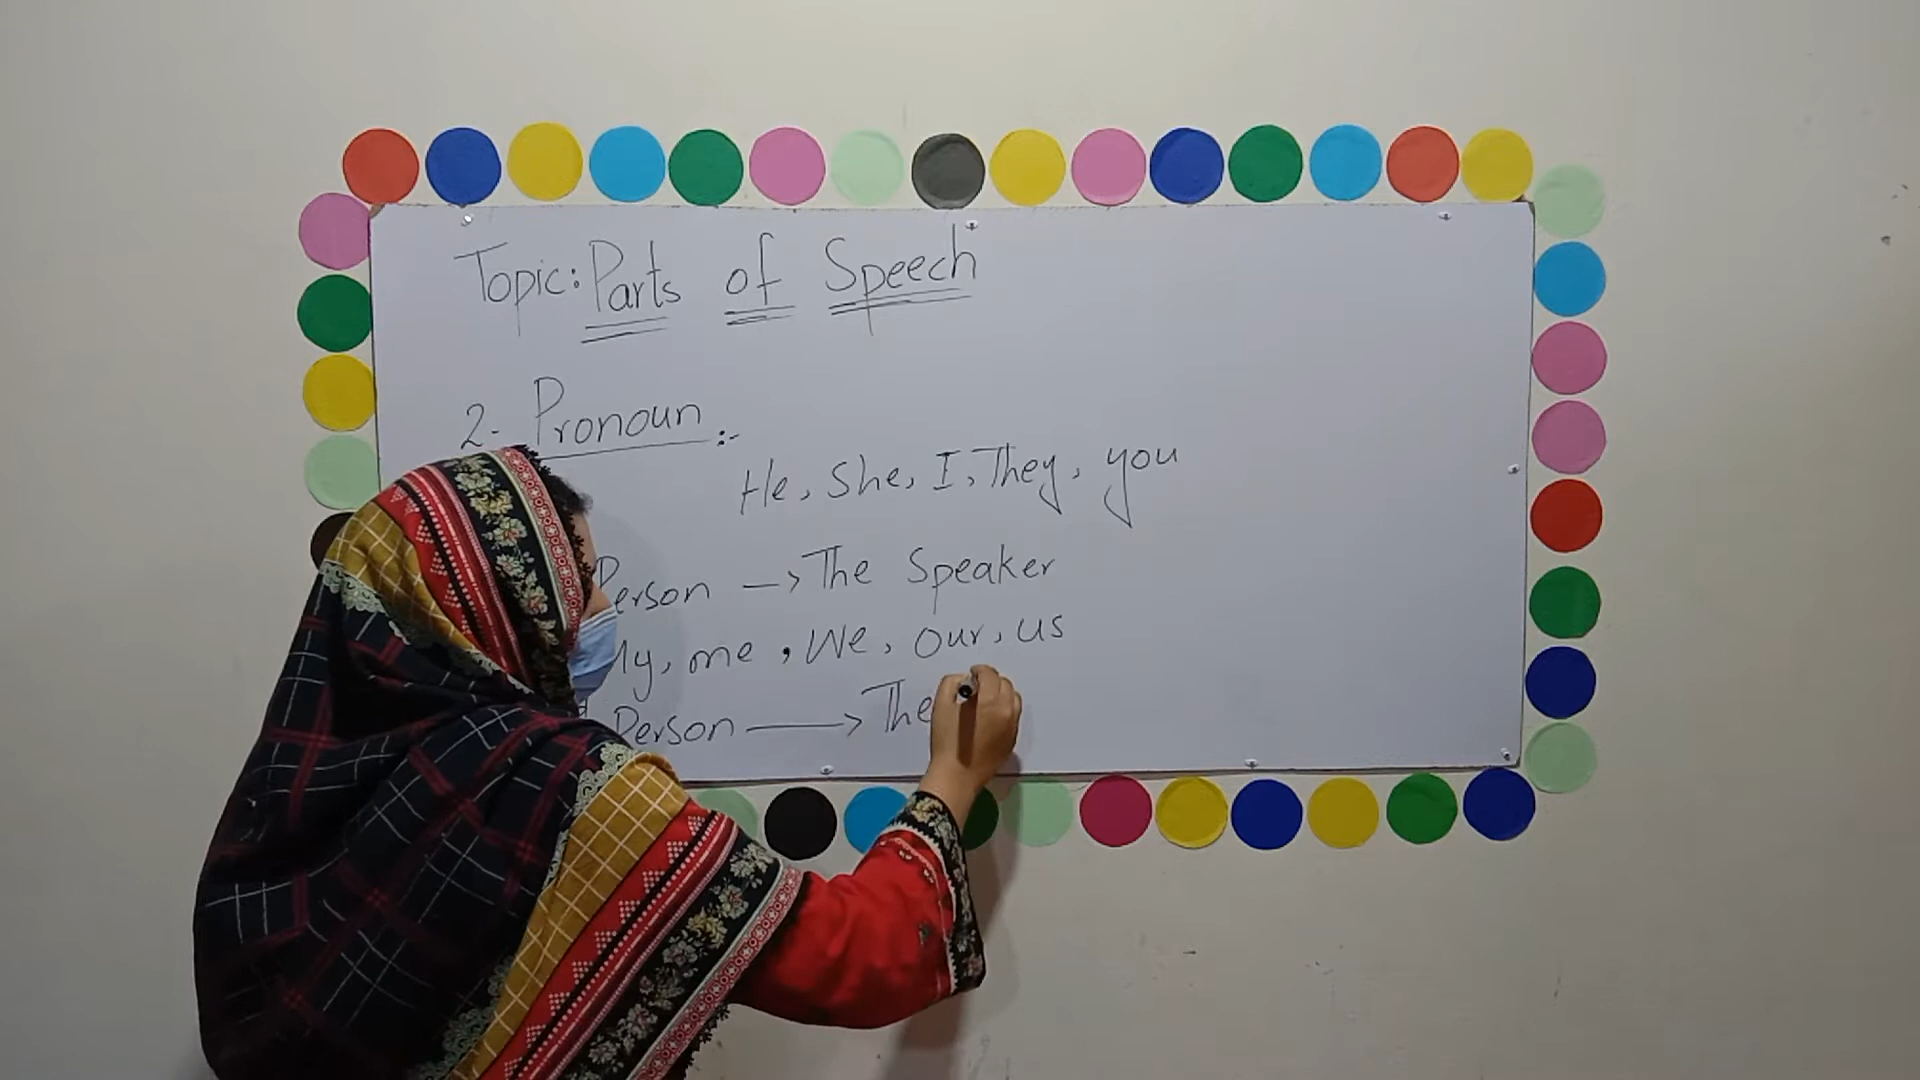 Topic: Parts of Speech
2- Pronoun :-
He, She, I, They, you
Person → The Speaker
My, me, We, our, us
Person → The